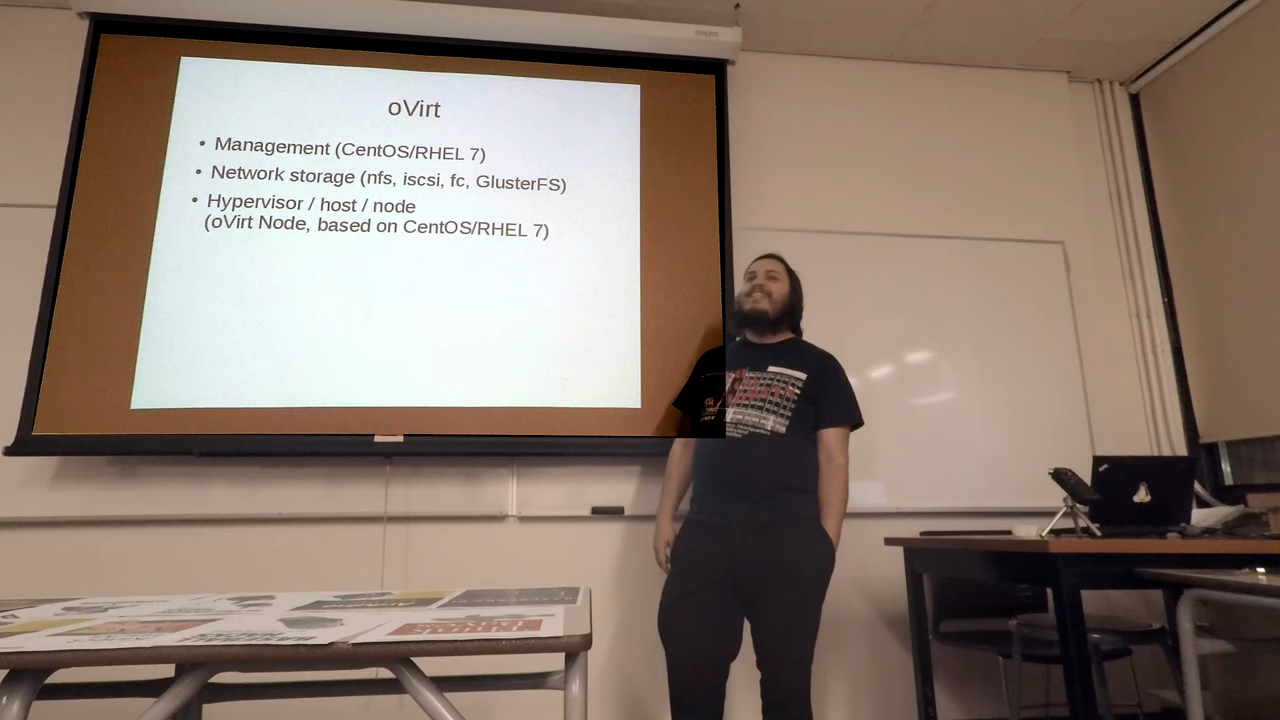 oVirt
• Management (CentOS/RHEL 7)
• Network storage (nfs, iscsi, fc, GlusterFS)
• Hypervisor / host / node
(oVirt Node, based on CentOS/RHEL 7)